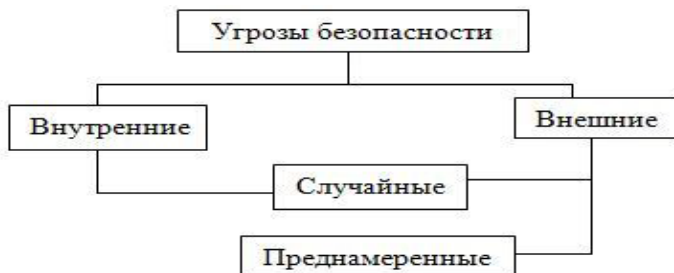 Угрозы безопасности
Внутренние
Внешние
Случайные
Преднамеренные